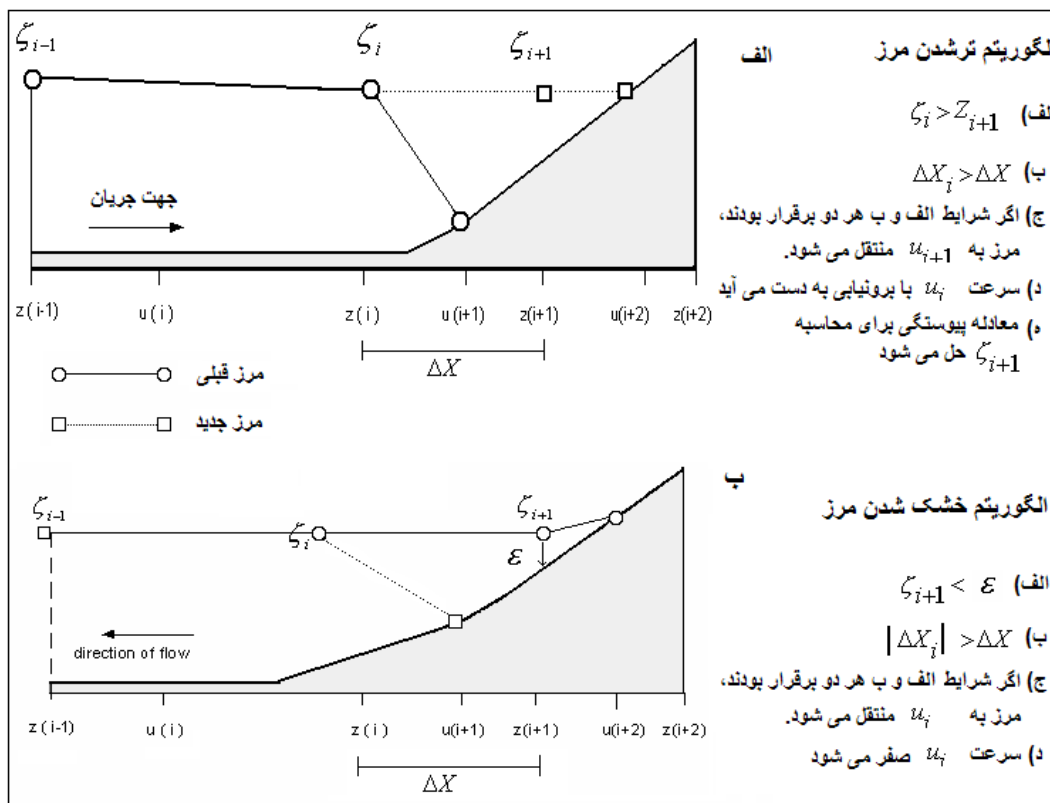 ζi-1
ζi
ζi+1
الف
لگوریتم ترشدن مرز
لف) ζi > Zi+1
ب) ΔXi > ΔX
ج) اگر شرایط الف و ب هر دو برقرار بودند،
مرز به ui+1 منتقل می شود.
د) سرعت ui با برونیابی به دست می آید
ه) معادله پیوستگی برای محاسبه
ζi+1 حل می شود
جهت جریان
z(i-1) u(i) z(i) u(i+1) z(i+1) u(i+2) z(i+2)
ΔX
مرز قبلی
مرز جدید
ب
الگوریتم خشک شدن مرز
الف) ζi+1 < ε
ب) |ΔXi| > ΔX
ج) اگر شرایط الف و ب هر دو برقرار بودند،
مرز به ui منتقل می شود.
د) سرعت ui صفر می شود
ζi-1
ζi
ζi+1
ε
direction of flow
z(i-1) u(i) z(i) u(i+1) z(i+1) u(i+2) z(i+2)
ΔX